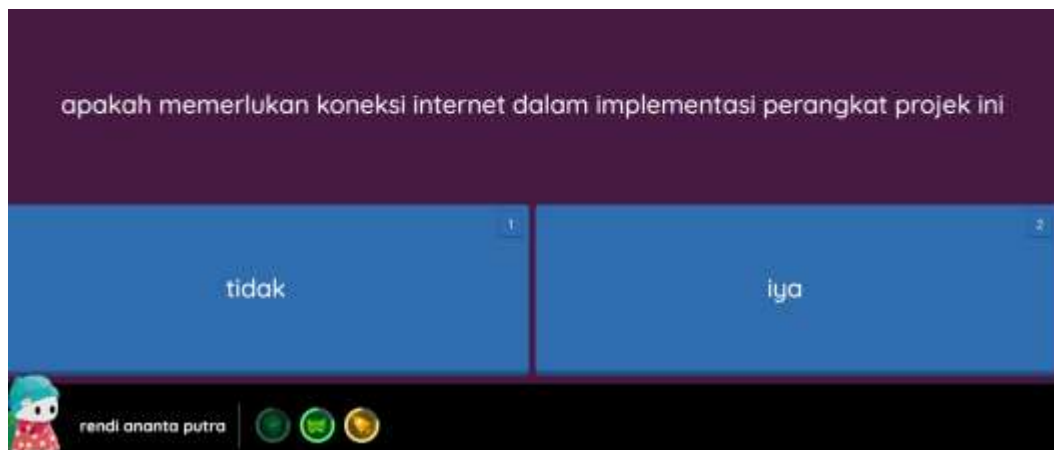 apakah memerlukan koneksi internet dalam implementasi perangkat projek ini
1
2
tidak
iya
rendi ananta putra